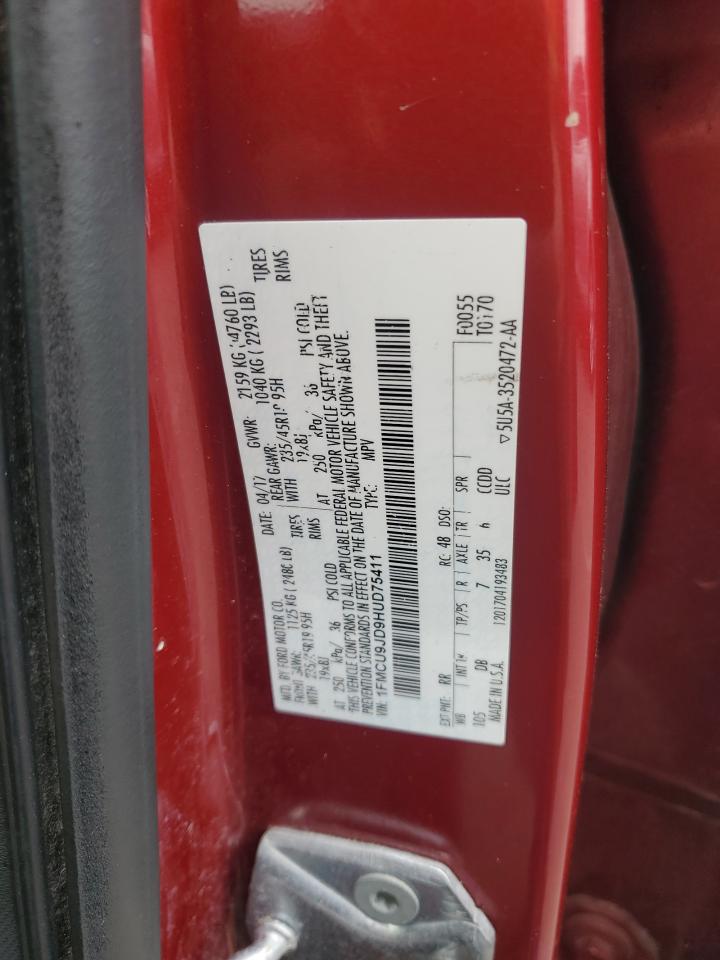 MFD. BY FORD MOTOR CO.
DATE: 04/17 GVWR: 2159 KG (4760 LB)
FRONT GAWR: 1125 KG (2480 LB)
REAR GAWR: 1040 KG (2293 LB)
WITH 235/45R19 95H TIRES
WITH 235/45R19 95H TIRES
19x8J RIMS
19x8J RIMS
AT 250 kPa/ 36 PSI COLD
AT 250 kPa/ 36 PSI COLD
THIS VEHICLE CONFORMS TO ALL APPLICABLE FEDERAL MOTOR VEHICLE SAFETY AND THEFT
PREVENTION STANDARDS IN EFFECT ON THE DATE OF MANUFACTURE SHOWN ABOVE.
VIN: 1FMCU9JD9HUD75411
TYPE: MPV
F0055
T0170
EXT PNT: RR RC: 48 DSO:
WB INT TR TP/PS R AXLE TR SPR
105 DB 7 35 6 CCDD
▽5U5A-3520472-AA
MADE IN U.S.A. 1201704193483 ULC